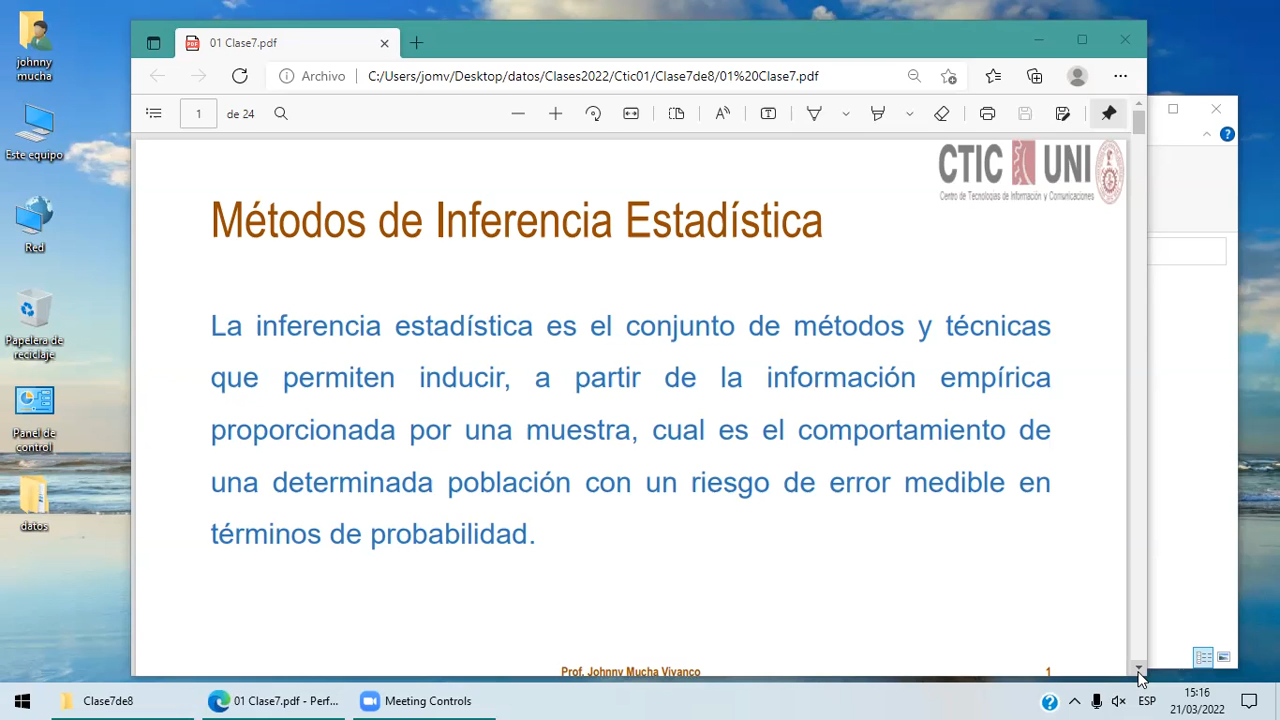 johnny
mucha
Este equipo
Red
Papelera de
reciclaje
Panel de
control
datos
01 Clase7.pdf
Archivo
C:/Users/jomv/Desktop/datos/Clases2022/Ctic01/Clase7de8/01%20Clase7.pdf
1 de 24
CTIC UNI
Centro de Tecnologías de Información y Comunicaciones
Métodos de Inferencia Estadística
La inferencia estadística es el conjunto de métodos y técnicas
que permiten inducir, a partir de la información empírica
proporcionada por una muestra, cual es el comportamiento de
una determinada población con un riesgo de error medible en
términos de probabilidad.
Prof. Johnny Mucha Vivanco
1
Clase7de8
01 Clase7.pdf - Perf...
Meeting Controls
ESP
15:16
21/03/2022